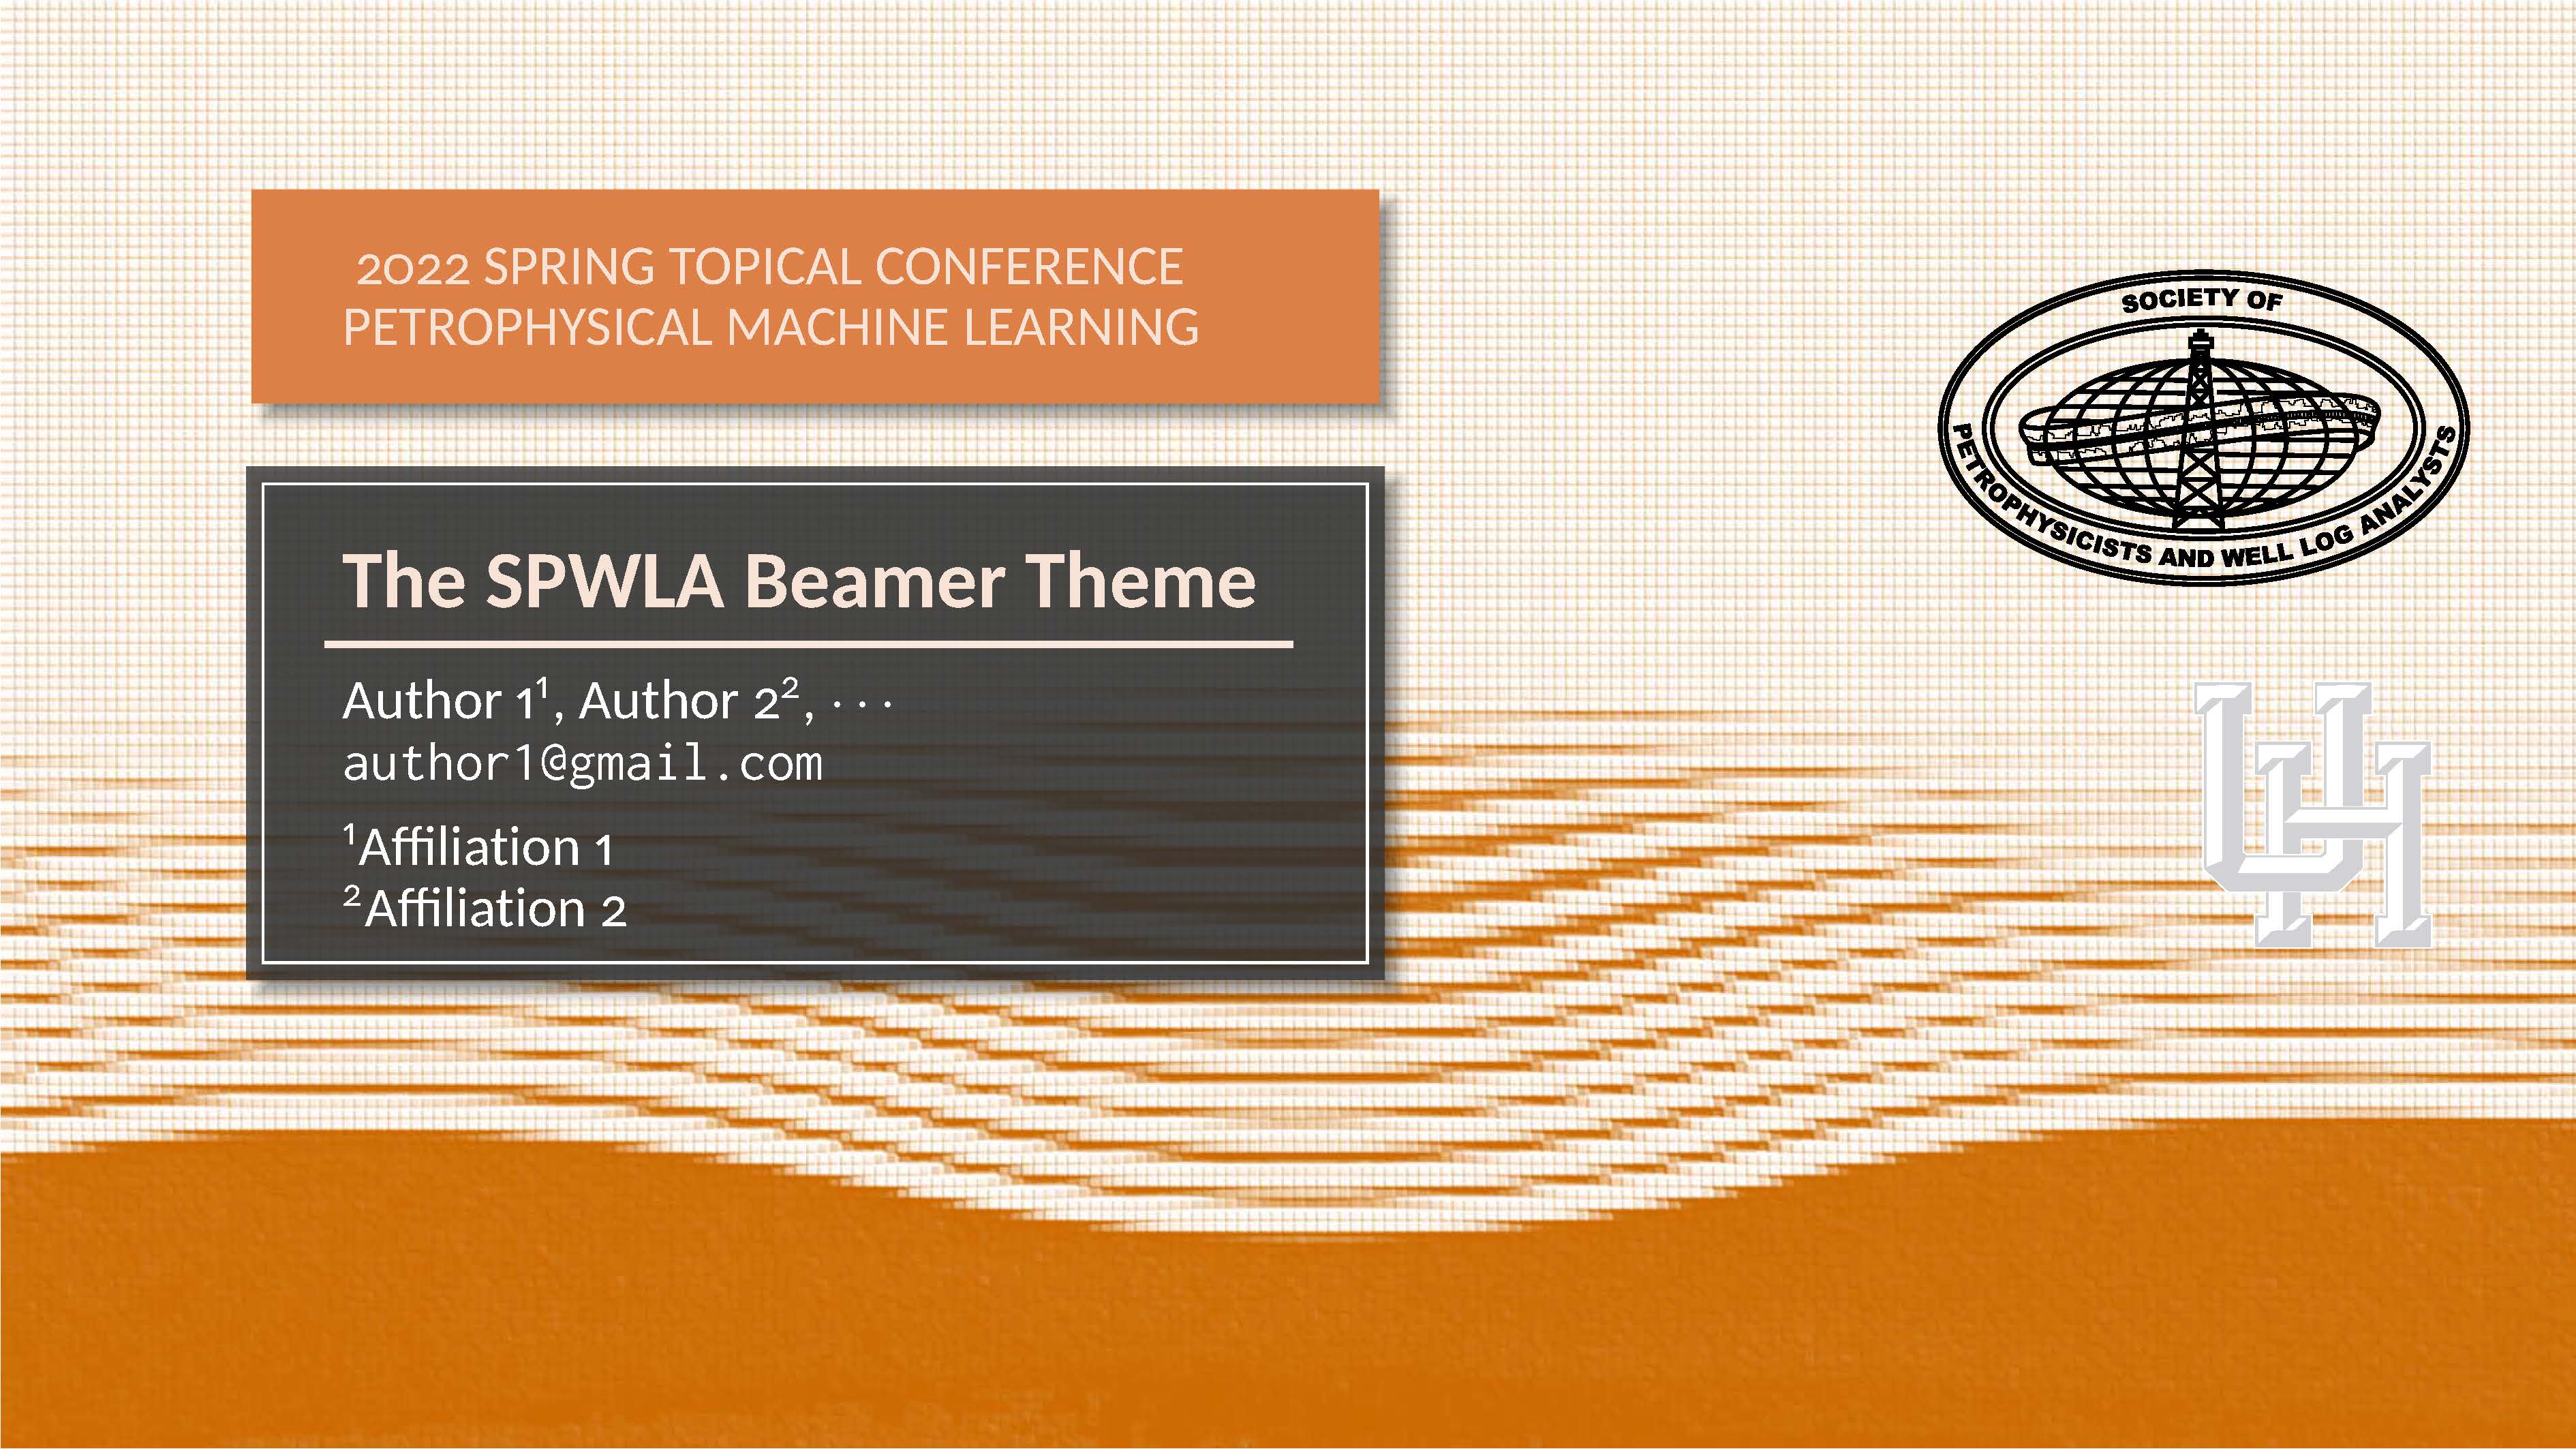 2022 SPRING TOPICAL CONFERENCE
PETROPHYSICAL MACHINE LEARNING
The SPWLA Beamer Theme
Author 1¹, Author 2², · · ·
author1@gmail.com
¹Affiliation 1
²Affiliation 2
SOCIETY OF
PETROPHYSICISTS AND WELL LOG ANALYSTS
UH